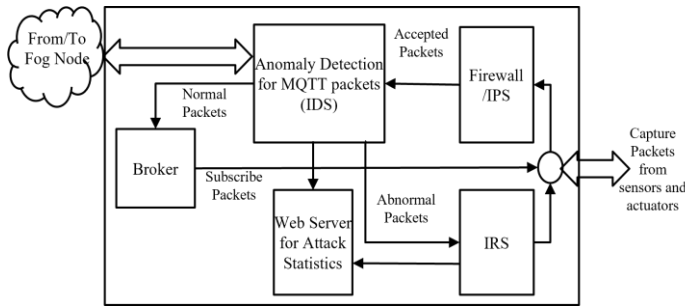 From/To
Fog Node
Anomaly Detection
for MQTT packets
(IDS)
Accepted
Packets
Firewall
/IPS
Normal
Packets
Broker
Subscribe
Packets
Capture
Packets
from
sensors and
actuators
Abnormal
Packets
Web Server
for Attack
Statistics
IRS